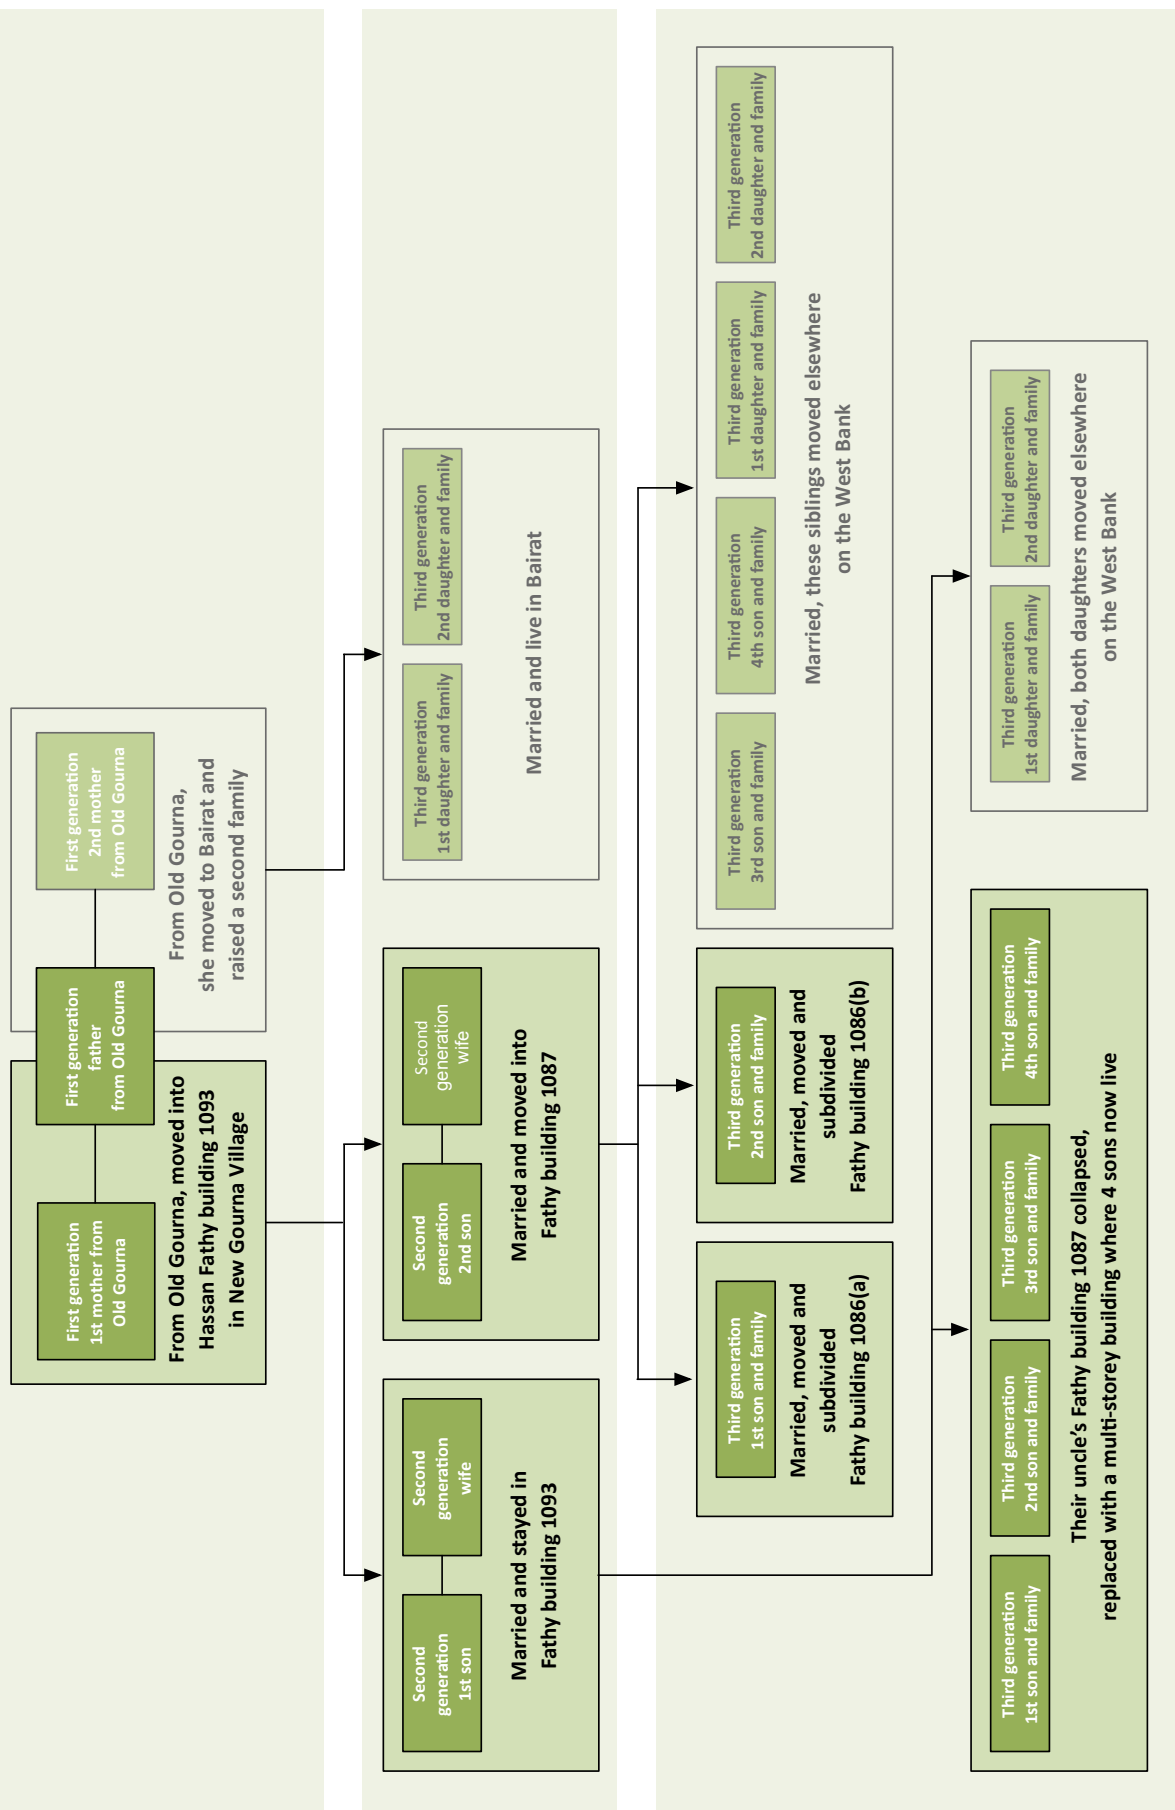 First generation
1st mother from
Old Gourna
First generation
father
from Old Gourna
From Old Gourna, moved into
Hassan Fathy building 1093
in New Gourna Village
First generation
2nd mother
from Old Gourna
From Old Gourna,
she moved to Bairat and
raised a second family
Second
generation
1st son
Second
generation
wife
Married and stayed in
Fathy building 1093
Second
generation
2nd son
Second
generation
wife
Married and moved into
Fathy building 1087
Third generation
1st daughter and family
Third generation
2nd daughter and family
Married and live in Bairat
Third generation
1st son and family
Married, moved and
subdivided
Fathy building 1086(a)
Third generation
2nd son and family
Married, moved and
subdivided
Fathy building 1086(b)
Third generation
3rd son and family
Third generation
4th son and family
Third generation
1st daughter and family
Third generation
2nd daughter and family
Married, these siblings moved elsewhere
on the West Bank
Third generation
1st son and family
Third generation
2nd son and family
Third generation
3rd son and family
Third generation
4th son and family
Their uncle’s Fathy building 1087 collapsed,
replaced with a multi-storey building where 4 sons now live
Third generation
1st daughter and family
Third generation
2nd daughter and family
Married, both daughters moved elsewhere
on the West Bank